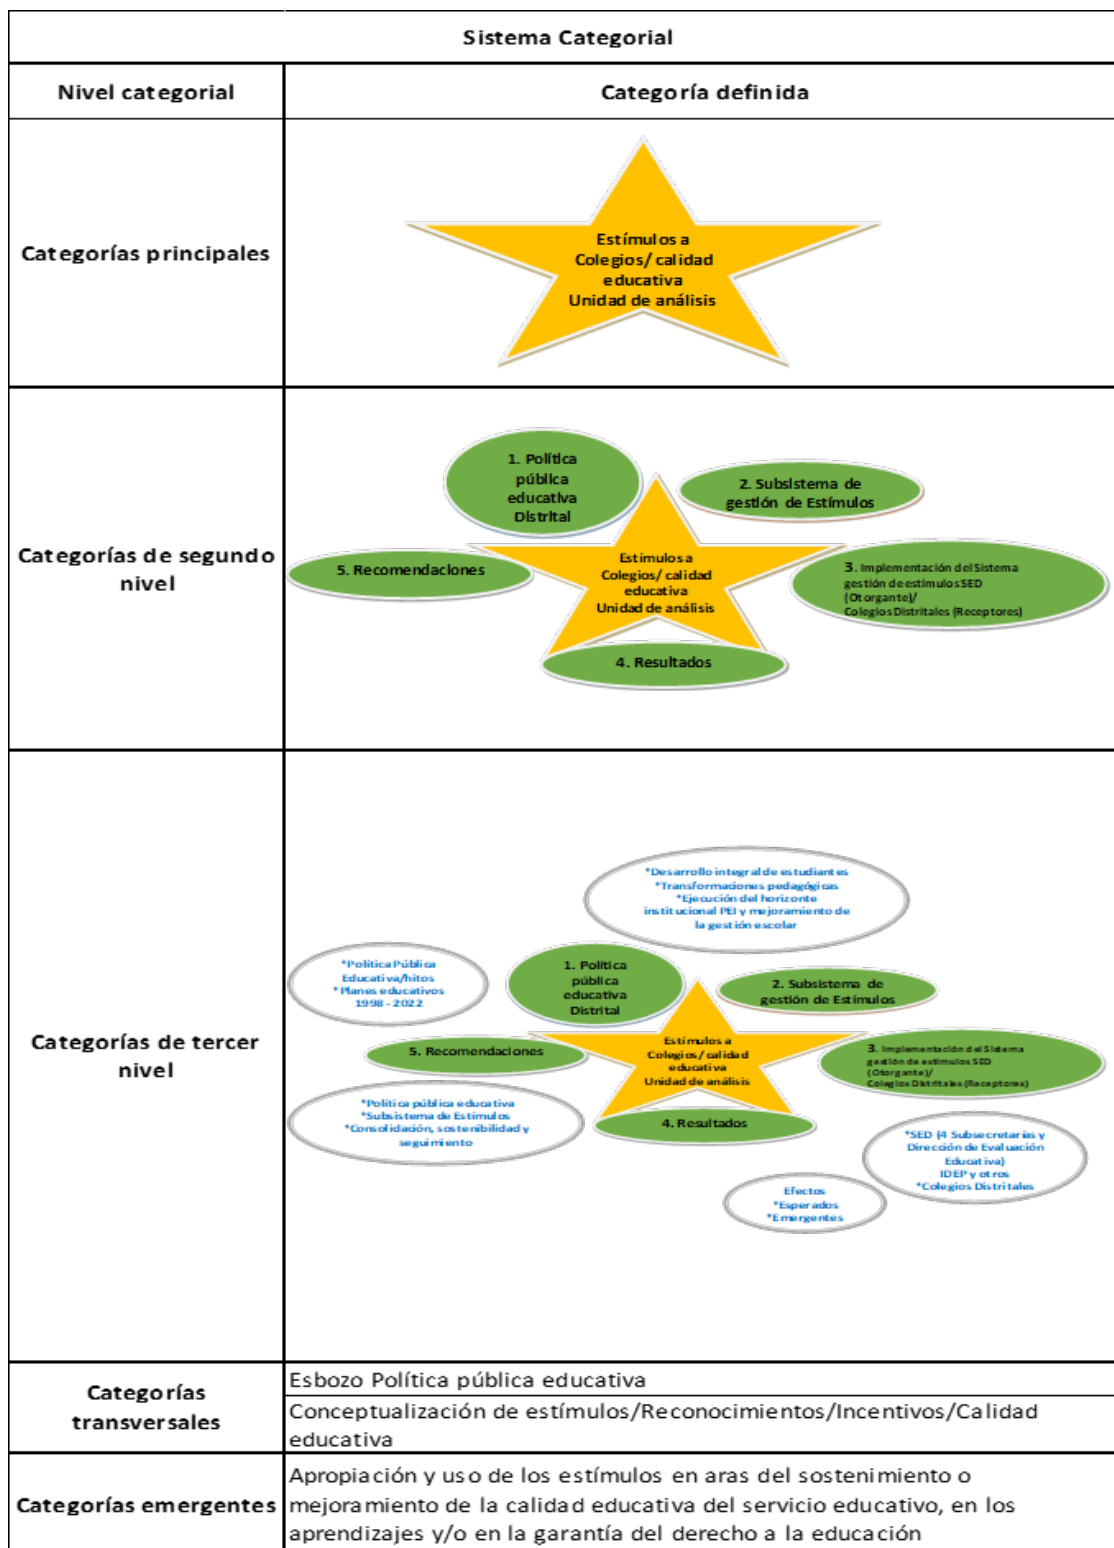 Sistema Categorial
Nivel categorial
Categoría definida
Categorías principales
Estímulos a
Colegios/ calidad
educativa
Unidad de análisis
Categorías de segundo
nivel
1. Política
pública
educativa
Distrital
2. Subsistema de
gestión de Estímulos
3. Implementación del Sistema
gestión de estímulos SED
(Otorgante)/
Colegios Distritales (Receptores)
4. Resultados
5. Recomendaciones
Estímulos a
Colegios/ calidad
educativa
Unidad de análisis
Categorías de tercer
nivel
*Desarrollo integral de estudiantes
*Transformaciones pedagógicas
*Ejecución del horizonte
institucional PEI y mejoramiento de
la gestión escolar
*Política Pública
Educativa/hitos
*Planes educativos
1998 - 2022
1. Política
pública
educativa
Distrital
2. Subsistema de
gestión de Estímulos
3. Implementación del Sistema
gestión de estímulos SED
(Otorgante)/
Colegios Distritales (Receptores)
5. Recomendaciones
Estímulos a
Colegios/ calidad
educativa
Unidad de análisis
4. Resultados
*Política pública educativa
*Subsistema de Estímulos
*Consolidación, sostenibilidad y
seguimiento
*SED (4 Subsecretarias y
Dirección de Evaluación
Educativa)
IDEP y otros
*Colegios Distritales
Efectos
*Esperados
*Emergentes
Categorías
transversales
Esbozo Política pública educativa
Conceptualización de estímulos/Reconocimientos/Incentivos/Calidad
educativa
Categorías emergentes
Apropiación y uso de los estímulos en aras del sostenimiento o
mejoramiento de la calidad educativa del servicio educativo, en los
aprendizajes y/o en la garantía del derecho a la educación